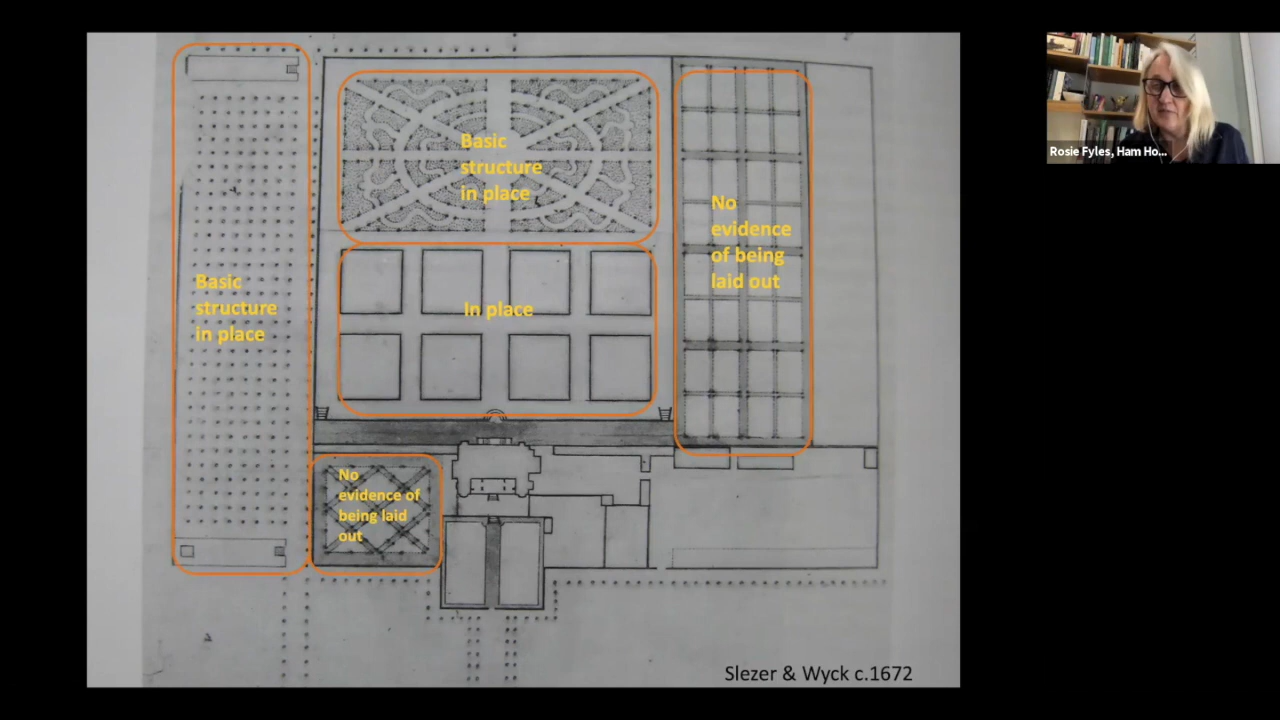 Basic
structure
in place
No
evidence
of being
laid out
Basic
structure
in place
In place
No
evidence of
being laid
out
Slezer & Wyck c.1672
Rosie Fyles, Ham Ho...